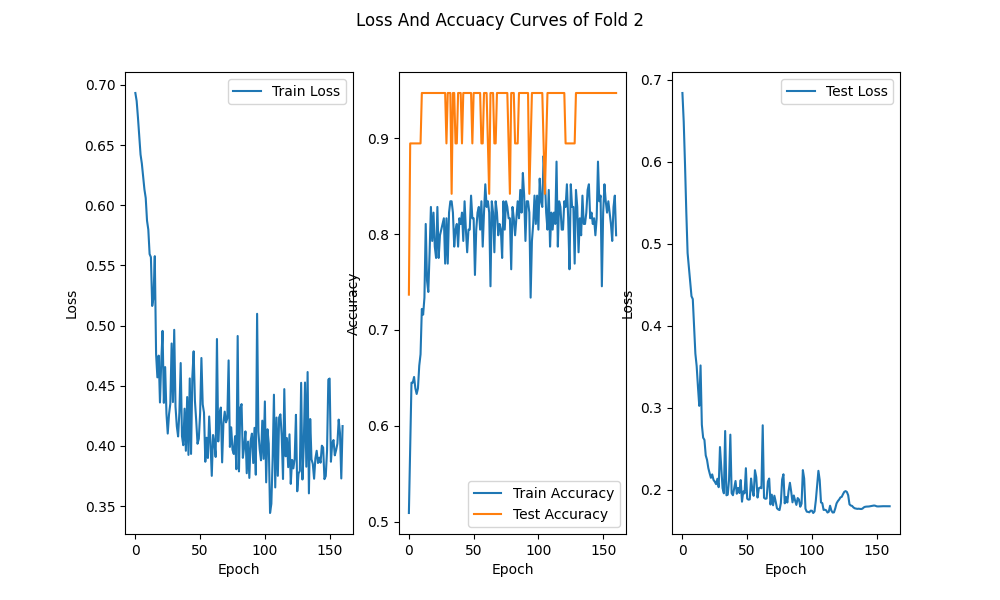 Loss And Accuacy Curves of Fold 2
Train Loss
0.70
0.65
0.60
0.55
0.50
0.45
0.40
0.35
Loss
0
50
100
150
Epoch
0.9
0.8
0.7
0.6
0.5
Accuracy
Train Accuracy
Test Accuracy
0
50
100
150
Epoch
Test Loss
0.7
0.6
0.5
0.4
0.3
0.2
Loss
0
50
100
150
Epoch